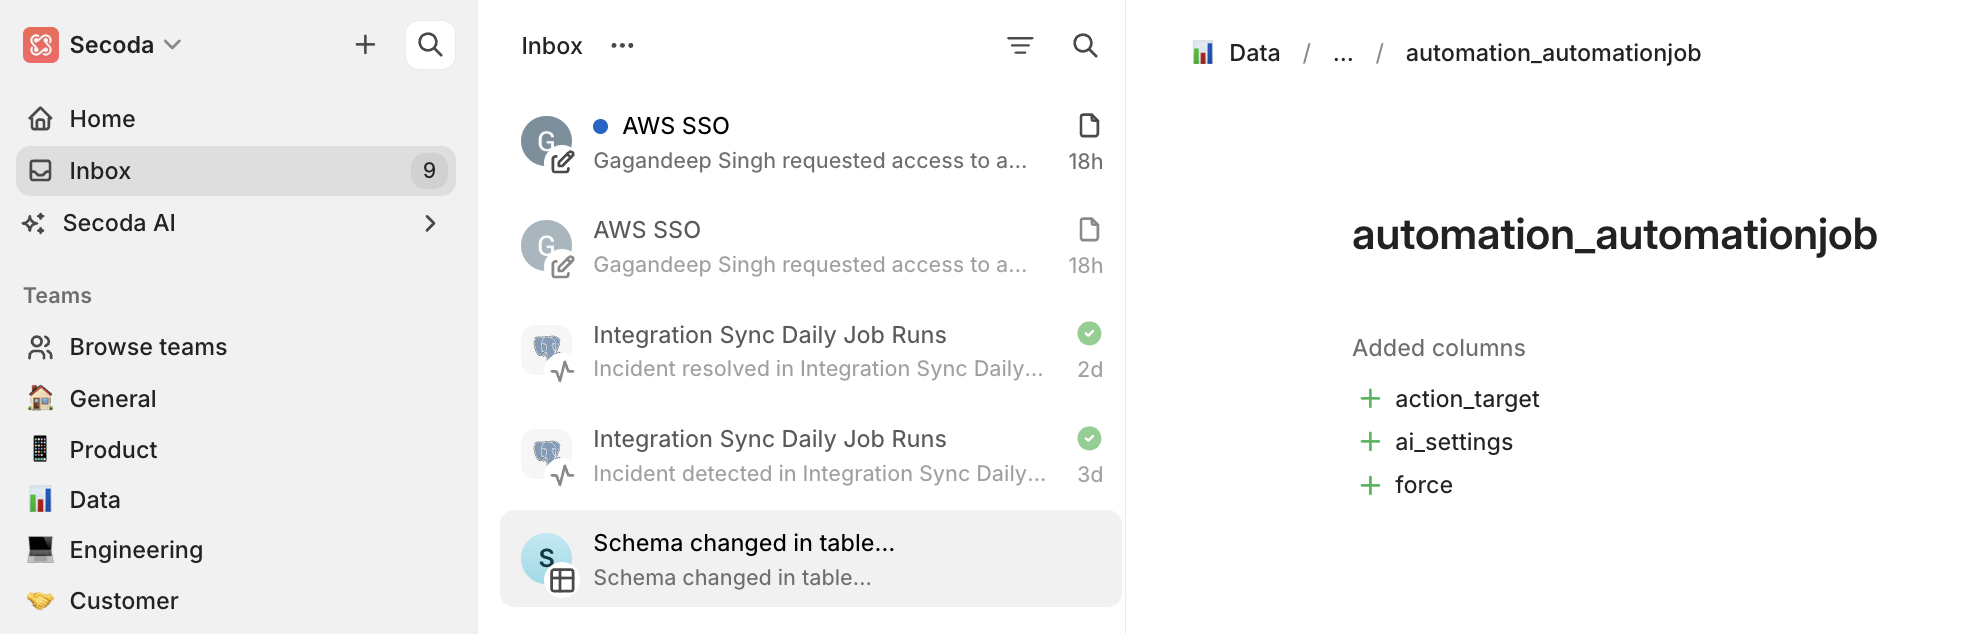 Secoda
Home
Inbox 9
Secoda AI
Teams
Browse teams
General
Product
Data
Engineering
Customer
Inbox ...
G AWS SSO
Gagandeep Singh requested access to a... 18h
G AWS SSO
Gagandeep Singh requested access to a... 18h
Integration Sync Daily Job Runs
Incident resolved in Integration Sync Daily... 2d
Integration Sync Daily Job Runs
Incident detected in Integration Sync Daily... 3d
S Schema changed in table...
Schema changed in table...
Data / ... / automation_automationjob
automation_automationjob
Added columns
+ action_target
+ ai_settings
+ force